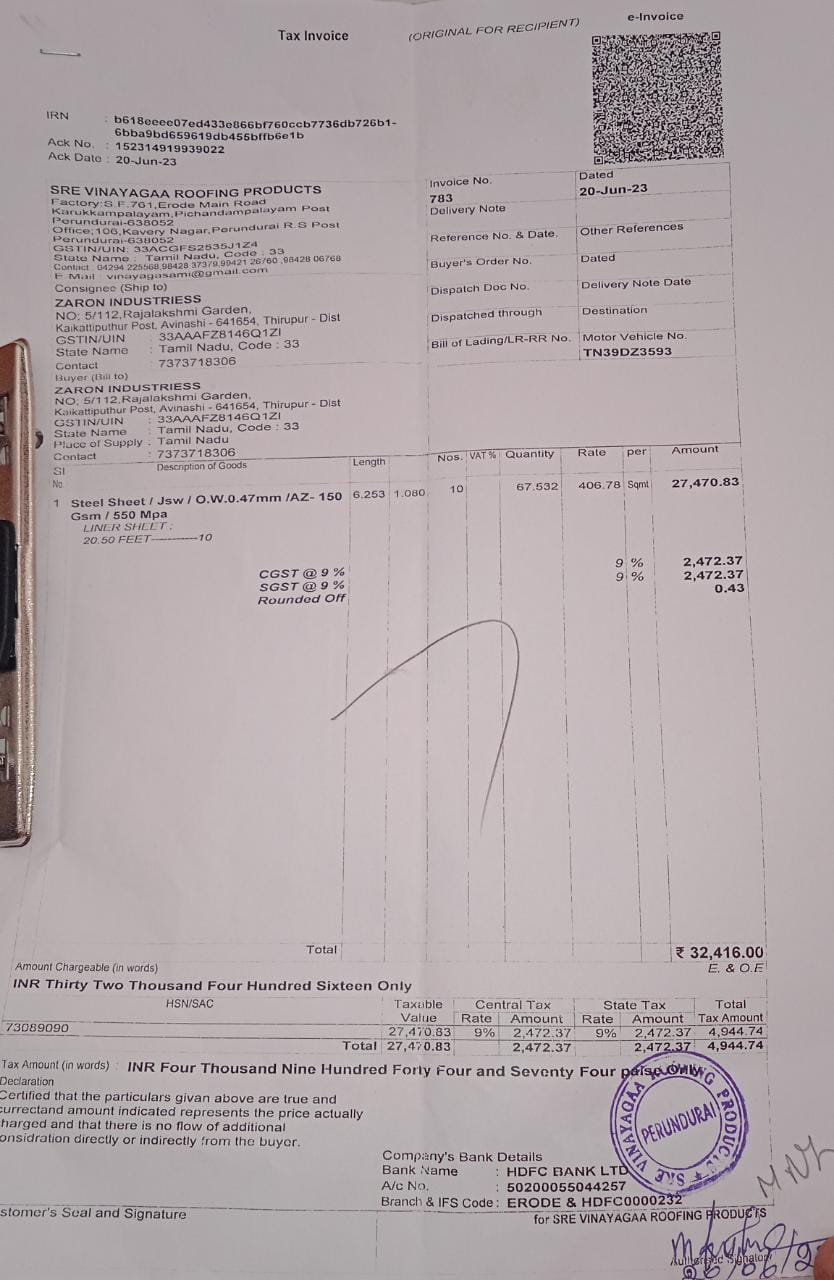 Tax Invoice
(ORIGINAL FOR RECIPIENT)
e-Invoice
IRN : b618eeee07ed433e866bf760ccb7736db726b1-
6bba9bd659619db455bffb6e1b
Ack No. : 152314919939022
Ack Date : 20-Jun-23
SRE VINAYAGAA ROOFING PRODUCTS
Factory:S.F.761,Erode Main Road
Karukkampalayam,Pichandampalayam Post
Perundurai-638052
Office;106,Kavery Nagar,Perundurai R.S Post
Perundurai-638052
GSTIN/UIN: 33ACGFS2535J1Z4
State Name : Tamil Nadu, Code : 33
Contact : 04294 225568,98428 37379,99421 26760 ,98428 06768
E-Mail : vinayagasami@gmail.com
Invoice No.
783
Dated
20-Jun-23
Delivery Note
Reference No. & Date.
Other References
Buyer's Order No.
Dated
Dispatch Doc No.
Delivery Note Date
Dispatched through
Destination
Bill of Lading/LR-RR No.
Motor Vehicle No.
TN39DZ3593
Consignee (Ship to)
ZARON INDUSTRIESS
NO; 5/112,Rajalakshmi Garden,
Kaikattiputhur Post, Avinashi - 641654, Thirupur - Dist
GSTIN/UIN : 33AAAFZ8146Q1ZI
State Name : Tamil Nadu, Code : 33
Contact : 7373718306
Buyer (Bill to)
ZARON INDUSTRIESS
NO; 5/112,Rajalakshmi Garden,
Kaikattiputhur Post, Avinashi - 641654, Thirupur - Dist
GSTIN/UIN : 33AAAFZ8146Q1ZI
State Name : Tamil Nadu, Code : 33
Place of Supply : Tamil Nadu
Contact : 7373718306
Sl No. Description of Goods Length Nos. VAT % Quantity Rate per Amount
1 Steel Sheet / Jsw / O.W.0.47mm /AZ- 150 6.253 1.080 10 67.532 406.78 Sqmt 27,470.83
Gsm / 550 Mpa
LINER SHEET :
20.50 FEET----------10
CGST @ 9 % 9 % 2,472.37
SGST @ 9 % 9 % 2,472.37
Rounded Off 0.43
Total ₹ 32,416.00
Amount Chargeable (in words) E. & O.E
INR Thirty Two Thousand Four Hundred Sixteen Only
HSN/SAC Taxable Central Tax State Tax Total
Value Rate Amount Rate Amount Tax Amount
73089090 27,470.83 9% 2,472.37 9% 2,472.37 4,944.74
Total 27,470.83 2,472.37 2,472.37 4,944.74
Tax Amount (in words) : INR Four Thousand Nine Hundred Forty Four and Seventy Four paise Only
Declaration
Certified that the particulars givan above are true and
currectand amount indicated represents the price actually
harged and that there is no flow of additional
onsidration directly or indirectly from the buyer.
SRE VINAYAGAA ROOFING PRODUCTS
PERUNDURAI
Company's Bank Details
Bank Name : HDFC BANK LTD
A/c No. : 50200055044257
Branch & IFS Code : ERODE & HDFC0000232
stomer's Seal and Signature
for SRE VINAYAGAA ROOFING PRODUCTS
Authorised Signatory